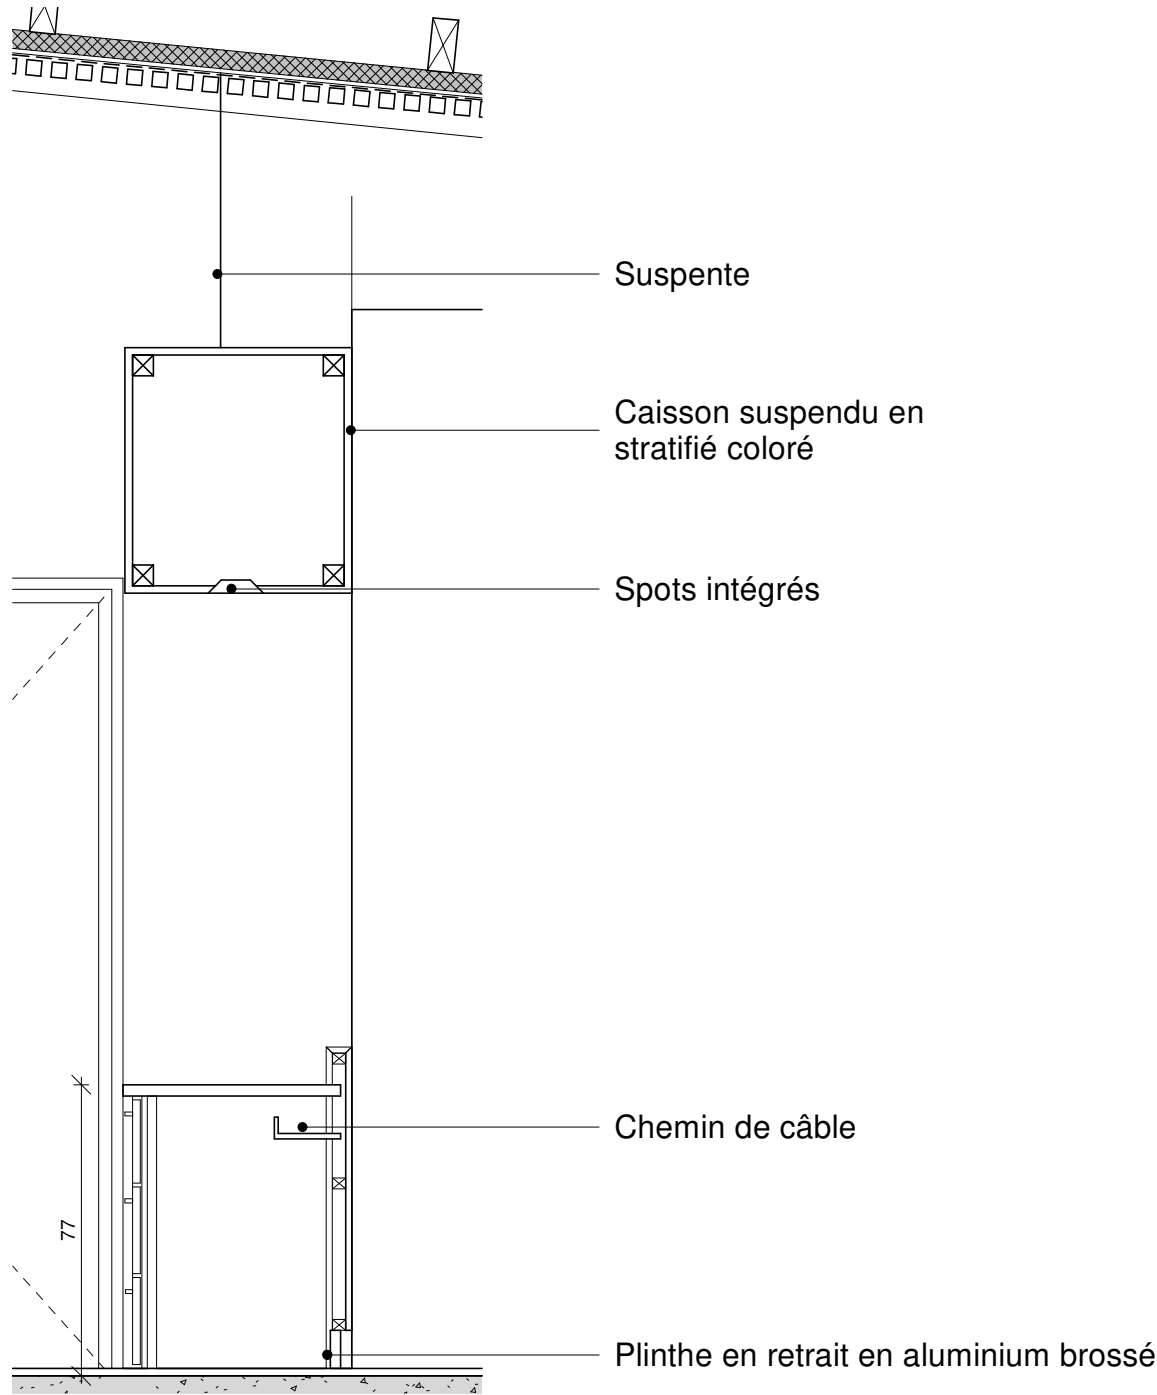 Suspente
Caisson suspendu en
stratifié coloré
Spots intégrés
Chemin de câble
77
Plinthe en retrait en aluminium brossé